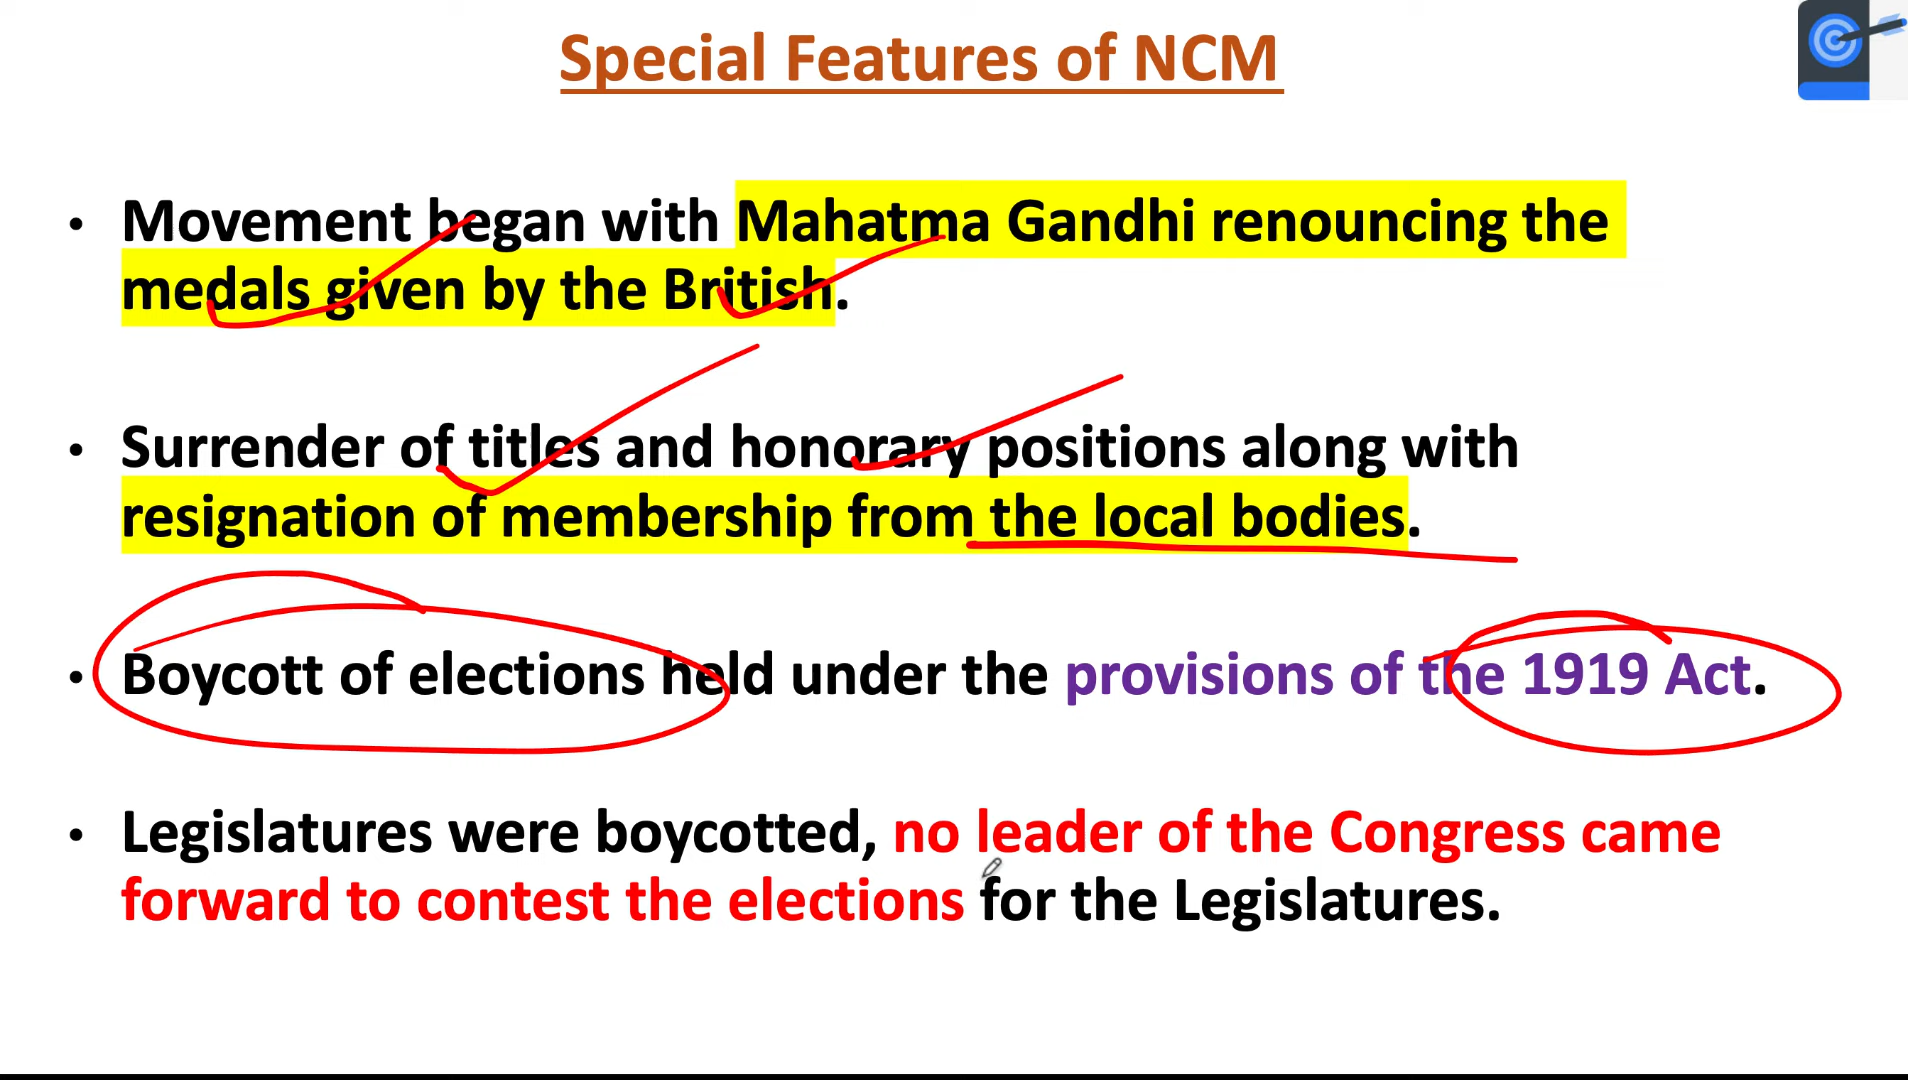 Special Features of NCM
• Movement began with Mahatma Gandhi renouncing the
medals given by the British.
• Surrender of titles and honorary positions along with
resignation of membership from the local bodies.
• Boycott of elections held under the provisions of the 1919 Act.
• Legislatures were boycotted, no leader of the Congress came
forward to contest the elections for the Legislatures.